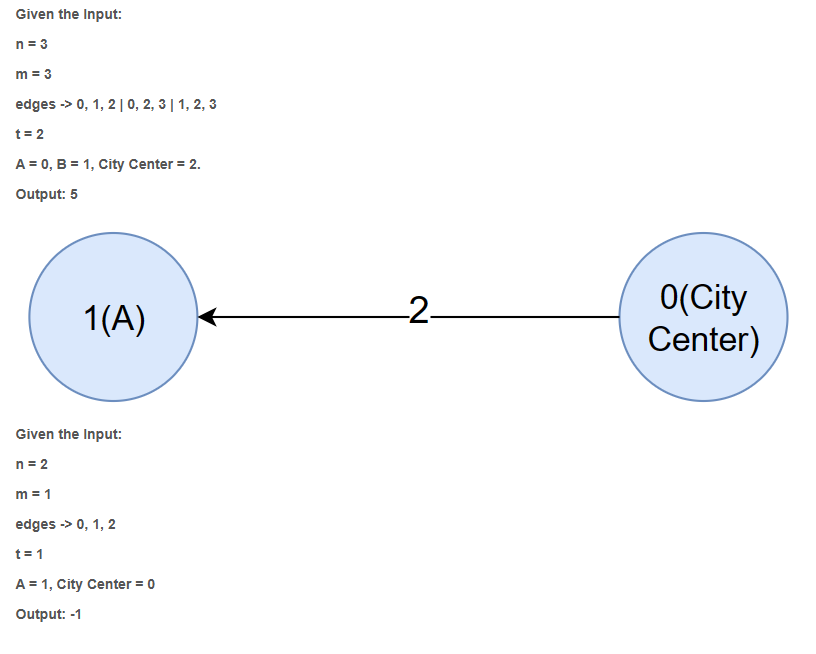 Given the Input:
n = 3
m = 3
edges -> 0, 1, 2 | 0, 2, 3 | 1, 2, 3
t = 2
A = 0, B = 1, City Center = 2.
Output: 5
1(A)
2
0(City
Center)
Given the Input:
n = 2
m = 1
edges -> 0, 1, 2
t = 1
A = 1, City Center = 0
Output: -1